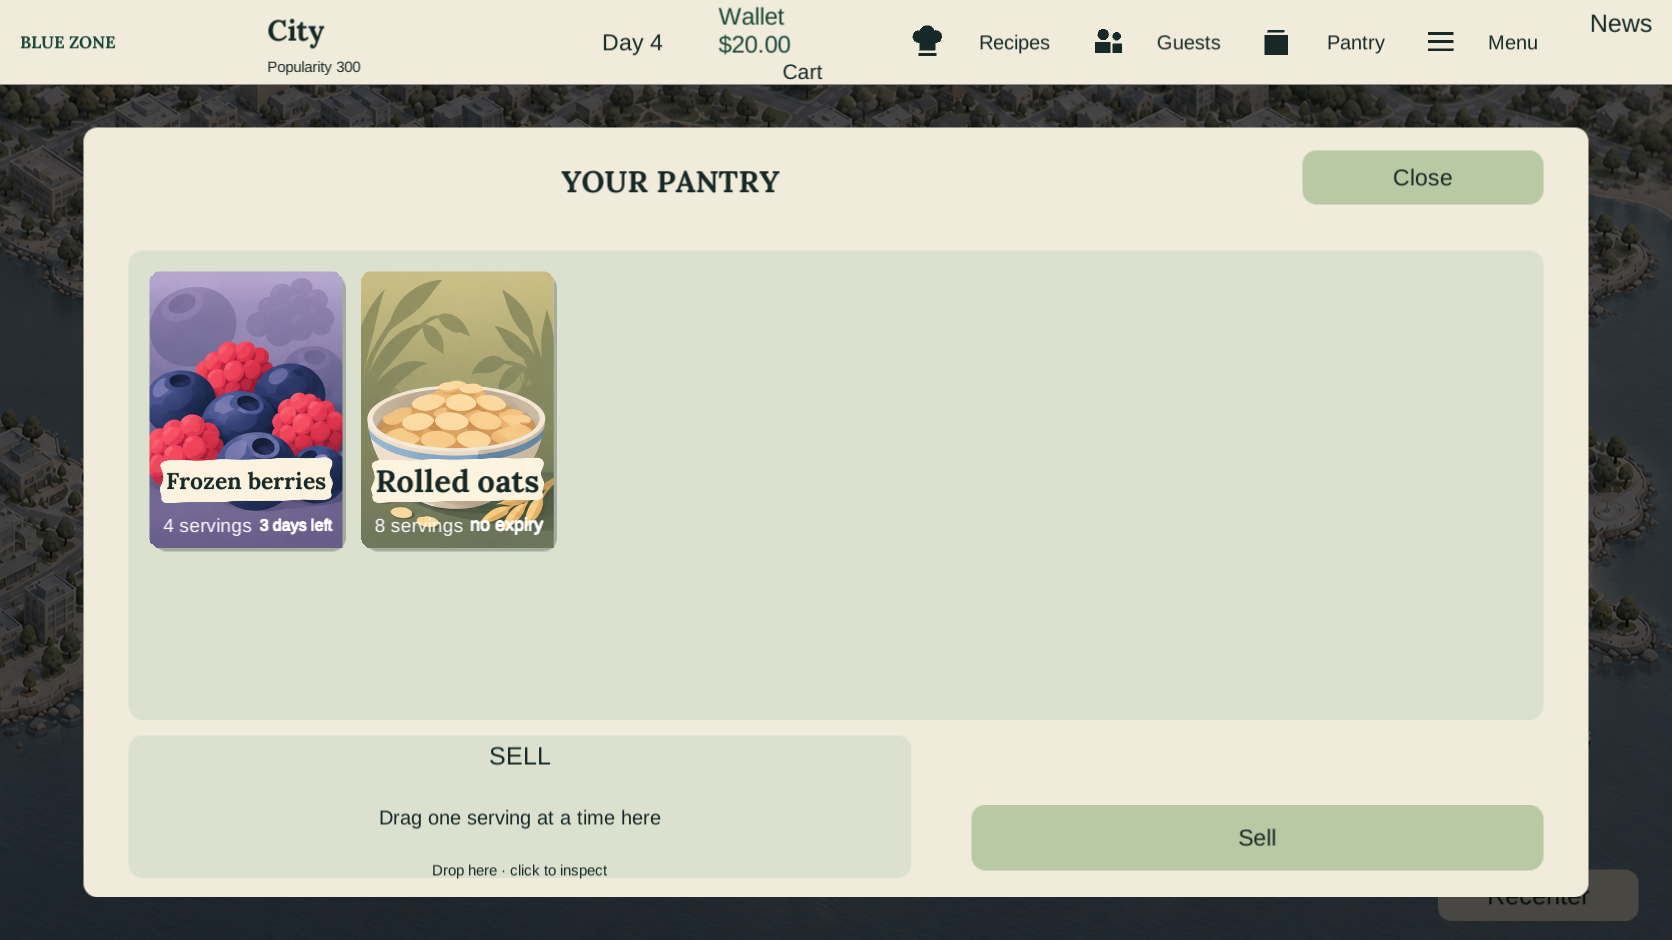 BLUE ZONE
City
Popularity 300
Day 4
Wallet
$20.00
Cart
Recipes
Guests
Pantry
Menu
News
YOUR PANTRY
Close
Frozen berries
4 servings 3 days left
Rolled oats
8 servings no expiry
SELL
Drag one serving at a time here
Drop here · click to inspect
Sell
Recenter